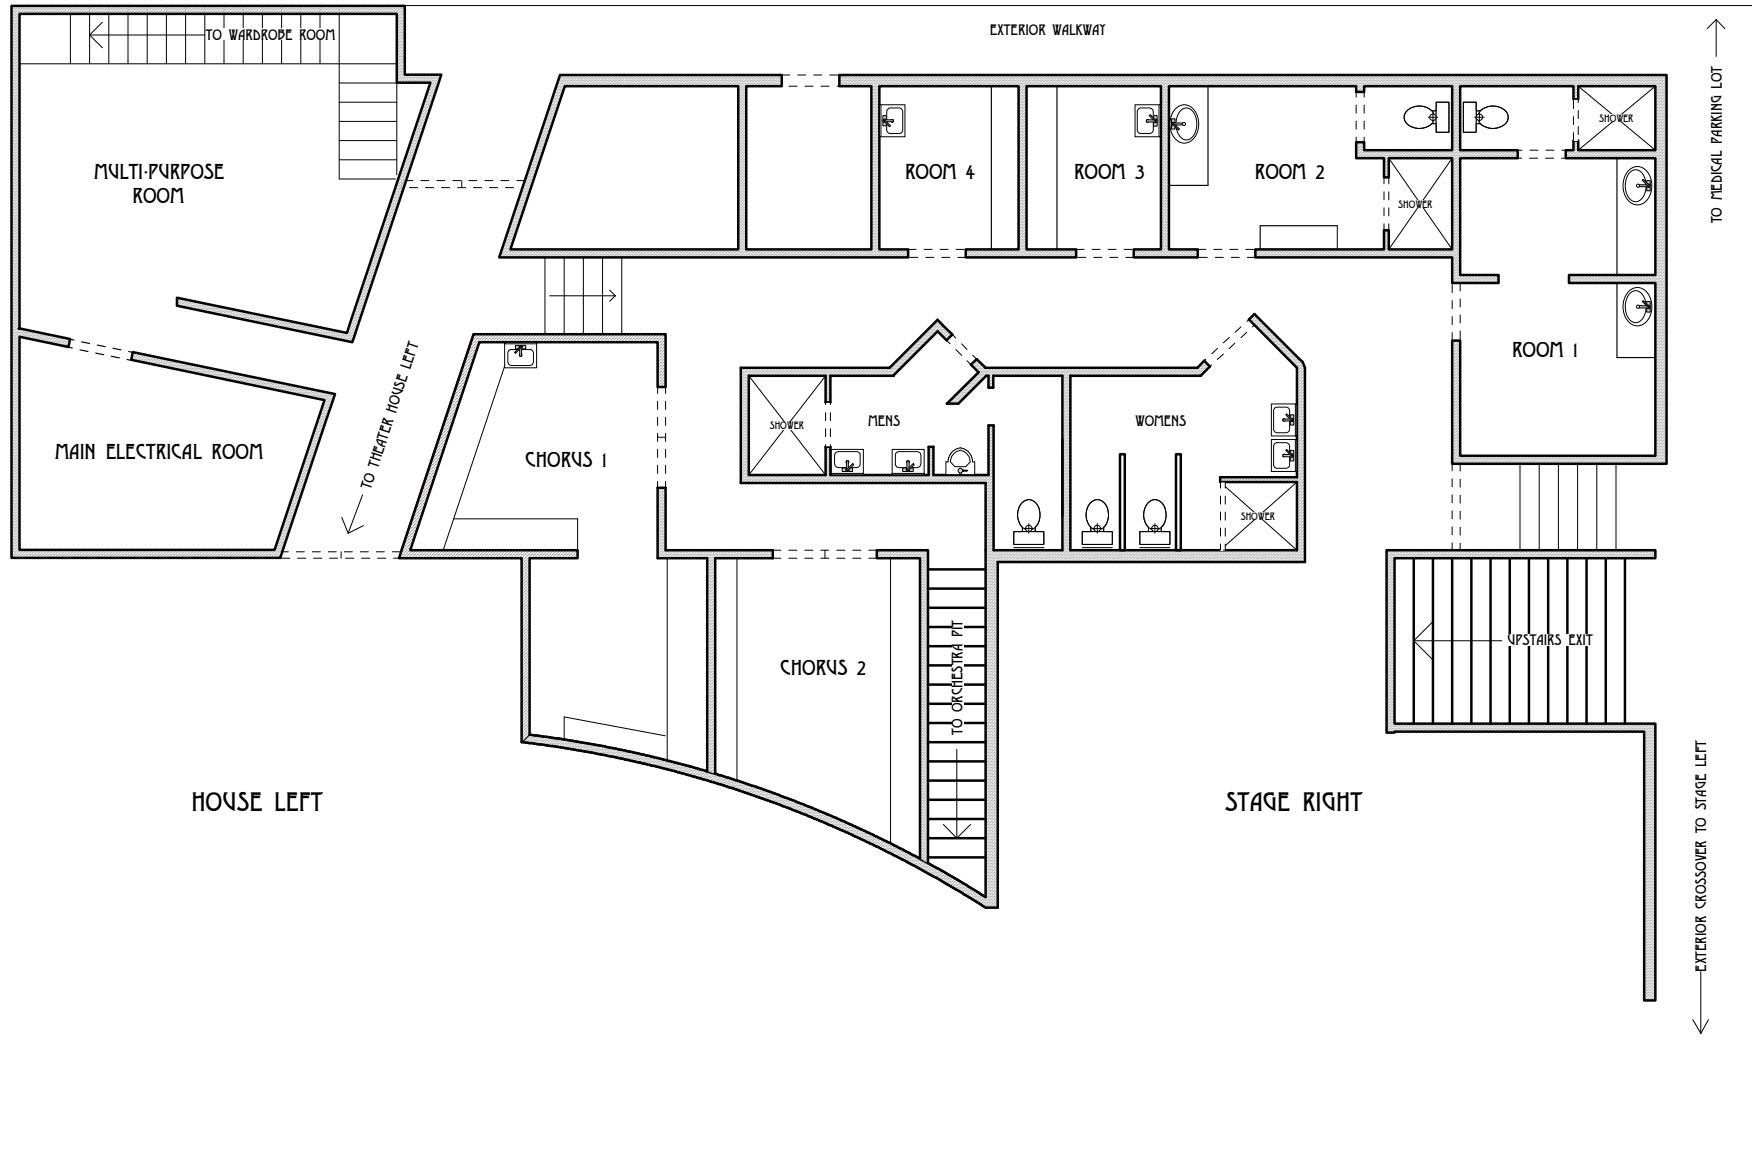 EXTERIOR WALKWAY
TO WARDROBE ROOM
TO MEDICAL PARKING LOT
SHOWER
MULTI-PURPOSE
ROOM
ROOM 4
ROOM 3
ROOM 2
SHOWER
ROOM 1
TO THEATER HOUSE LEFT
MAIN ELECTRICAL ROOM
CHORUS 1
SHOWER
MENS
WOMENS
SHOWER
TO ORCHESTRA PIT
CHORUS 2
UPSTAIRS EXIT
HOUSE LEFT
STAGE RIGHT
EXTERIOR CROSSOVER TO STAGE LEFT